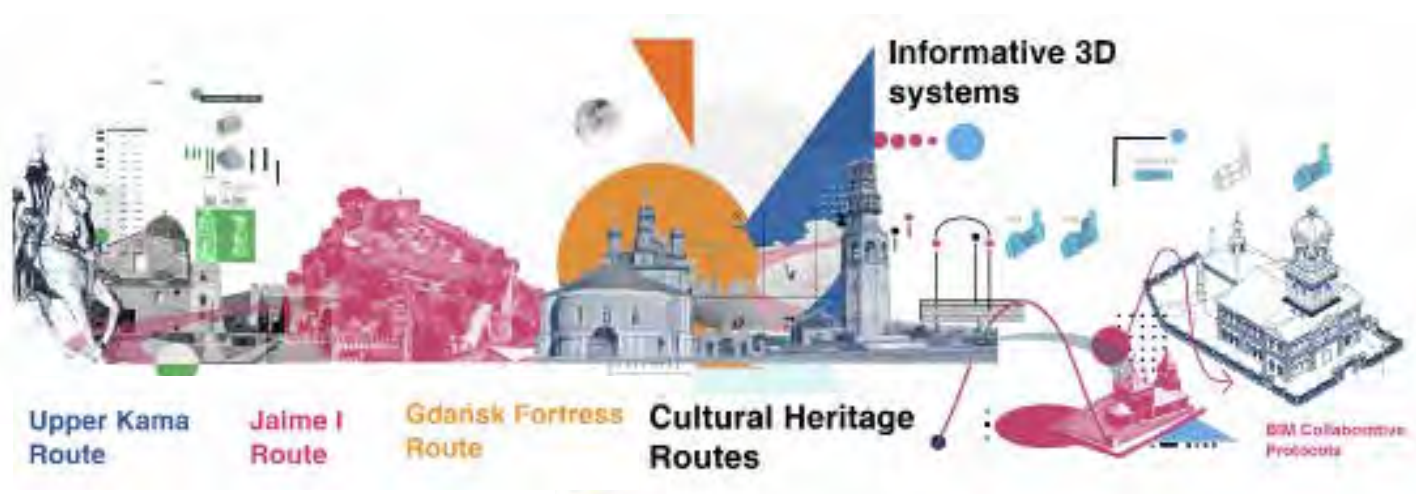 Informative 3D
systems
Upper Kama
Route
Jaime I
Route
Gdańsk Fortress
Route
Cultural Heritage
Routes
BIM Collaborative
Protocols